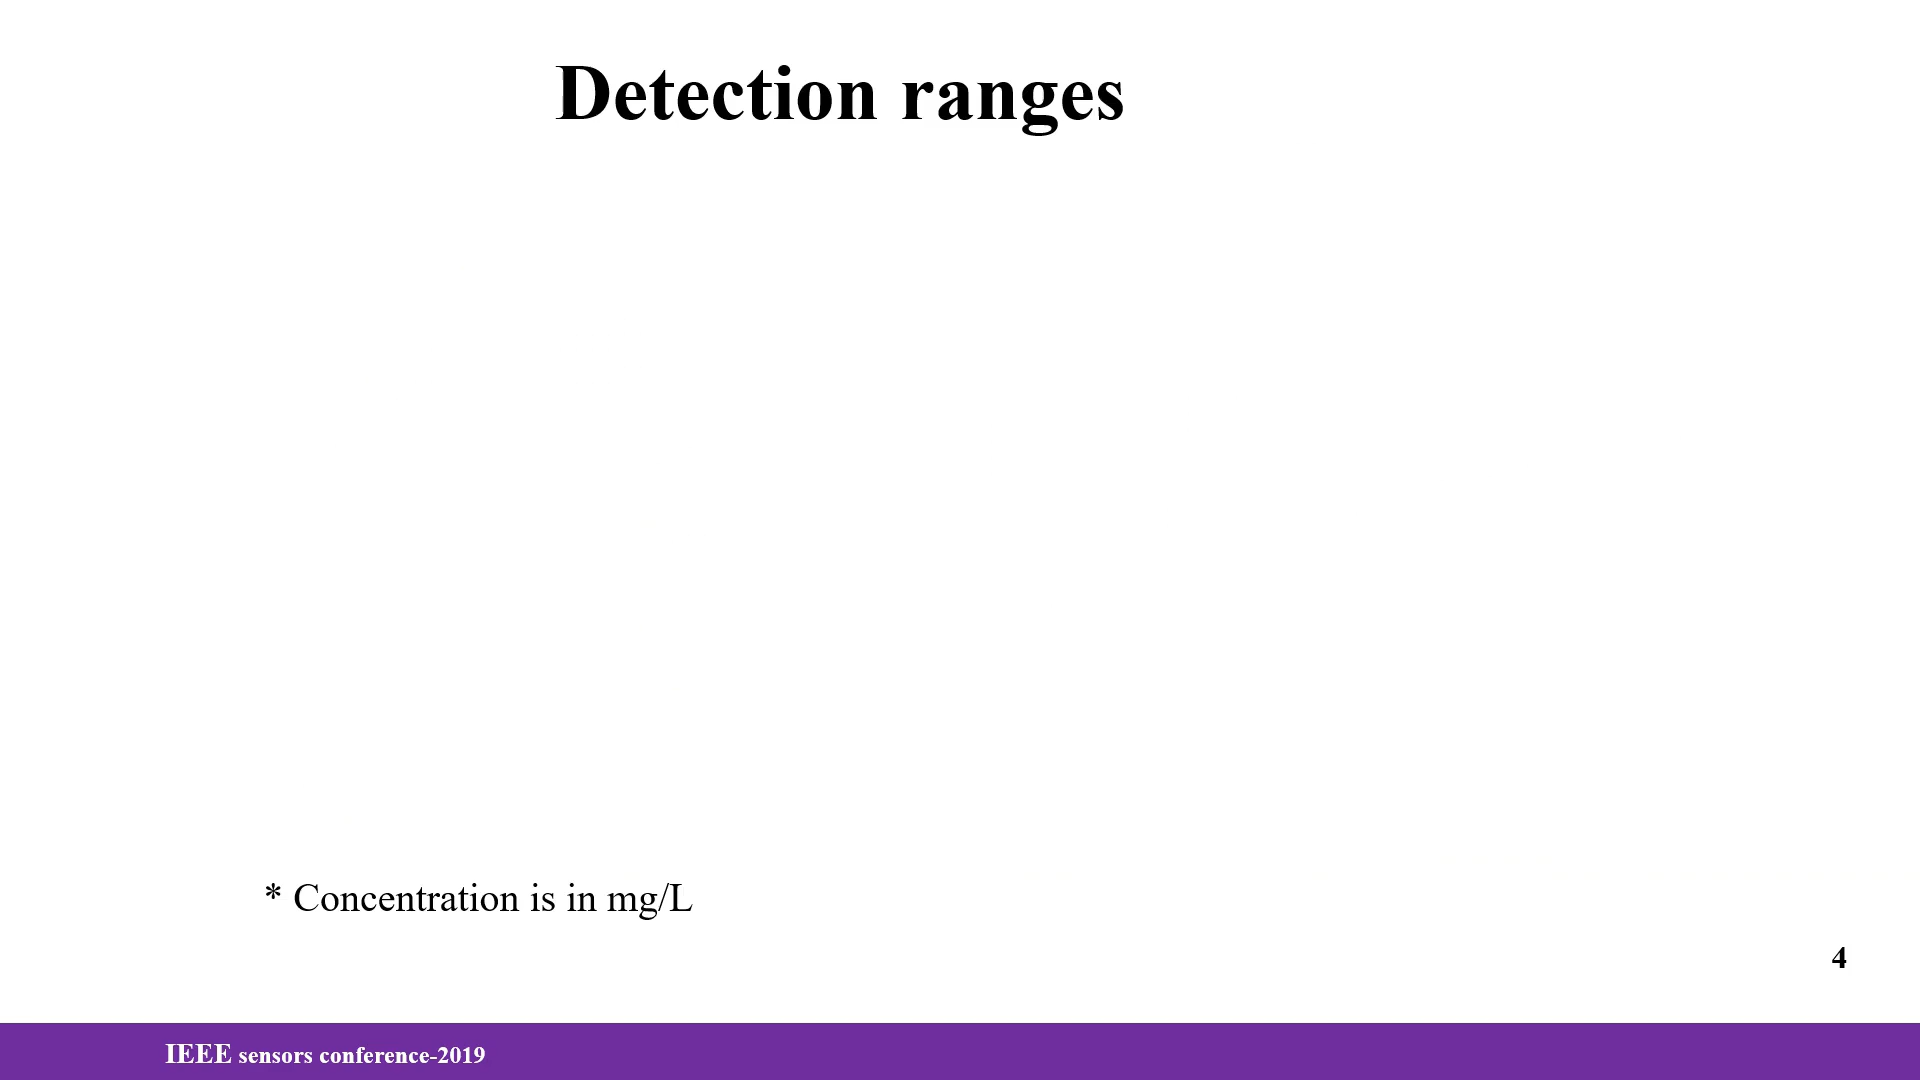 Detection ranges
* Concentration is in mg/L
4
IEEE sensors conference-2019